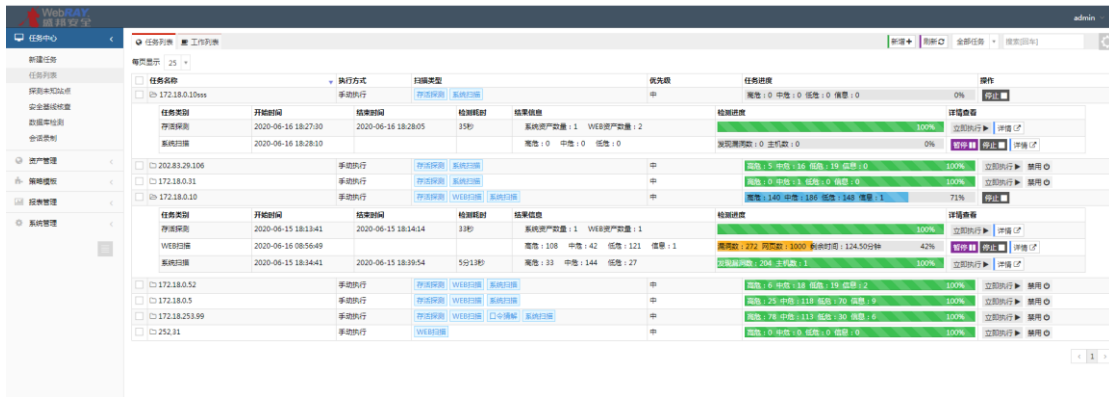 WebRAY
盛邦安全
admin
任务中心
新建任务
任务列表
探测未知站点
安全基线核查
数据库检测
会话录制
资产管理
策略模板
报表管理
系统管理
任务列表 工作列表
新增 刷新 全部任务 搜索[回车]
每页显示 25
任务名称 执行方式 扫描类型 优先级 任务进度 操作
172.18.0.10sss 手动执行 存活探测 系统扫描 中 高危：0 中危：0 低危：0 信息：0 0% 停止
任务类别 开始时间 结束时间 检测耗时 结果信息 检测进度 详情查看
存活探测 2020-06-16 18:27:30 2020-06-16 18:28:05 35秒 系统资产数量：1 WEB资产数量：2 100% 立即执行 详情
系统扫描 2020-06-16 18:28:10 高危：0 中危：0 低危：0 发现漏洞数：0 主机数：0 0% 暂停 停止 详情
202.83.29.106 手动执行 存活探测 系统扫描 中 高危：5 中危：16 低危：19 信息：0 100% 立即执行 禁用
172.18.0.31 手动执行 存活探测 系统扫描 中 高危：0 中危：1 低危：0 信息：0 100% 立即执行 禁用
172.18.0.10 手动执行 存活探测 WEB扫描 系统扫描 中 高危：140 中危：186 低危：148 信息：1 71% 停止
任务类别 开始时间 结束时间 检测耗时 结果信息 检测进度 详情查看
存活探测 2020-06-15 18:13:41 2020-06-15 18:14:14 33秒 系统资产数量：1 WEB资产数量：1 100% 立即执行 详情
WEB扫描 2020-06-16 08:56:49 高危：108 中危：42 低危：121 信息：1 漏洞数：272 网页数：1000 剩余时间：124.50分钟 42% 暂停 停止 详情
系统扫描 2020-06-15 18:34:41 2020-06-15 18:39:54 5分13秒 高危：33 中危：144 低危：27 发现漏洞数：204 主机数：1 100% 立即执行 详情
172.18.0.52 手动执行 存活探测 WEB扫描 系统扫描 中 高危：6 中危：18 低危：19 信息：2 100% 立即执行 禁用
172.18.0.5 手动执行 存活探测 WEB扫描 系统扫描 中 高危：25 中危：118 低危：70 信息：9 100% 立即执行 禁用
172.18.253.99 手动执行 存活探测 WEB扫描 口令猜解 系统扫描 中 高危：78 中危：113 低危：30 信息：6 100% 立即执行 禁用
252,31 手动执行 WEB扫描 中 高危：0 中危：0 低危：0 信息：0 100% 立即执行 禁用
1